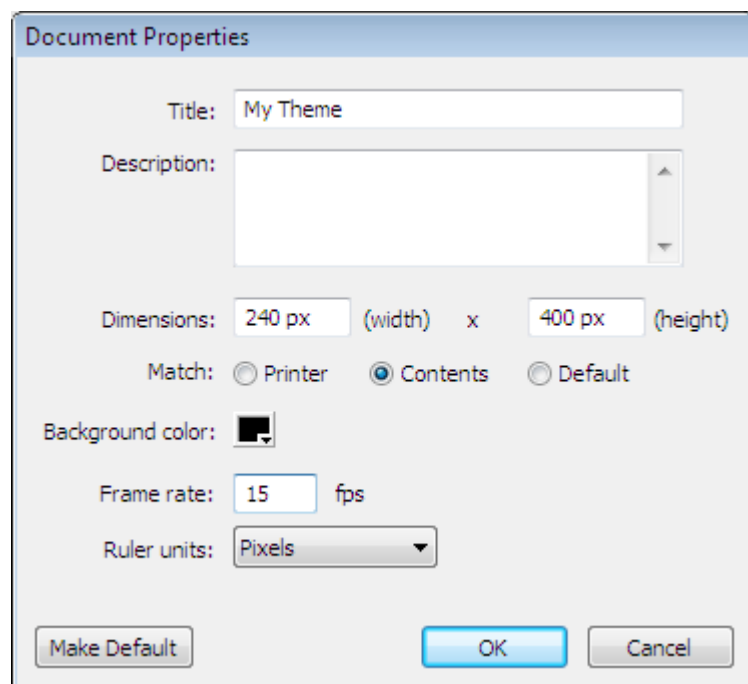 Document Properties
Title: My Theme
Description:
Dimensions: 240 px (width) x 400 px (height)
Match: Printer Contents Default
Background color:
Frame rate: 15 fps
Ruler units: Pixels
Make Default OK Cancel